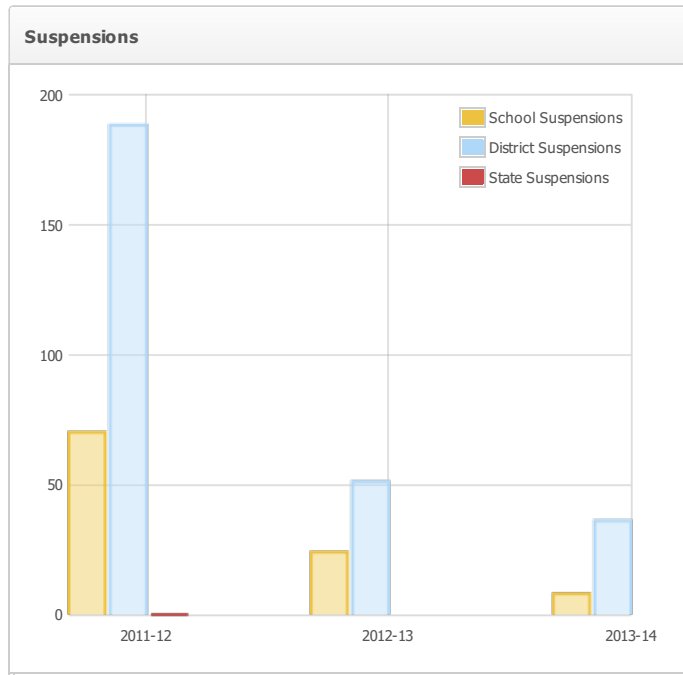 Suspensions
200
School Suspensions
District Suspensions
State Suspensions
150
100
50
0
2011-12 2012-13 2013-14